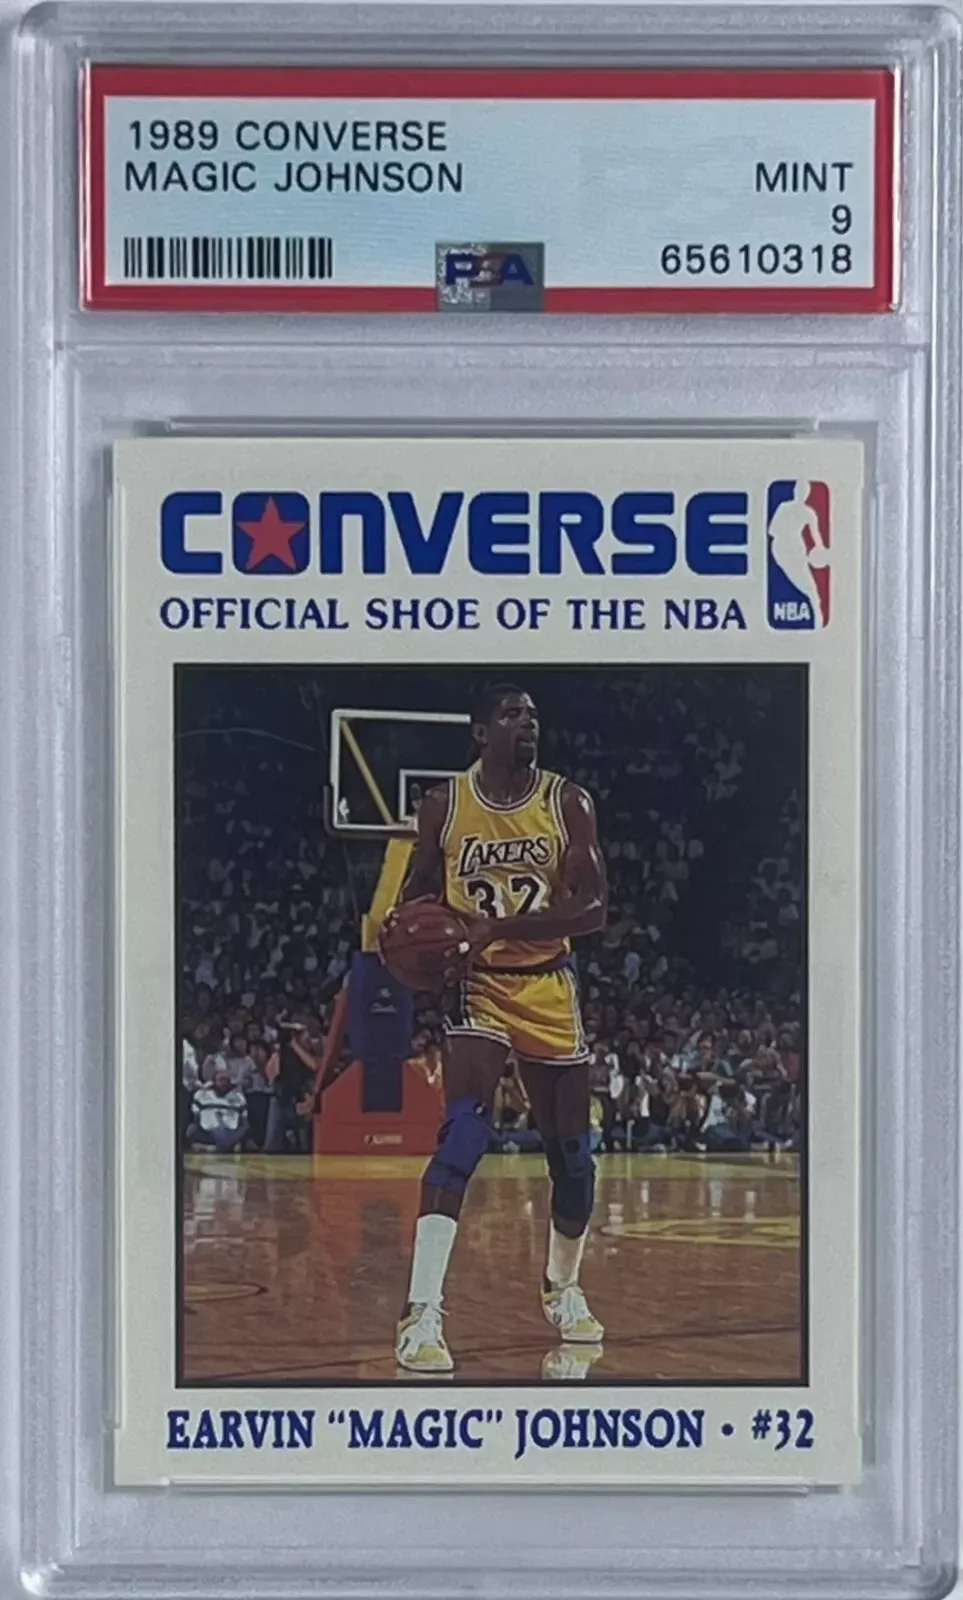 1989 CONVERSE
MAGIC JOHNSON
MINT
9
65610318
PSA
CONVERSE
OFFICIAL SHOE OF THE NBA
NBA
LAKERS
32
EARVIN “MAGIC” JOHNSON • #32